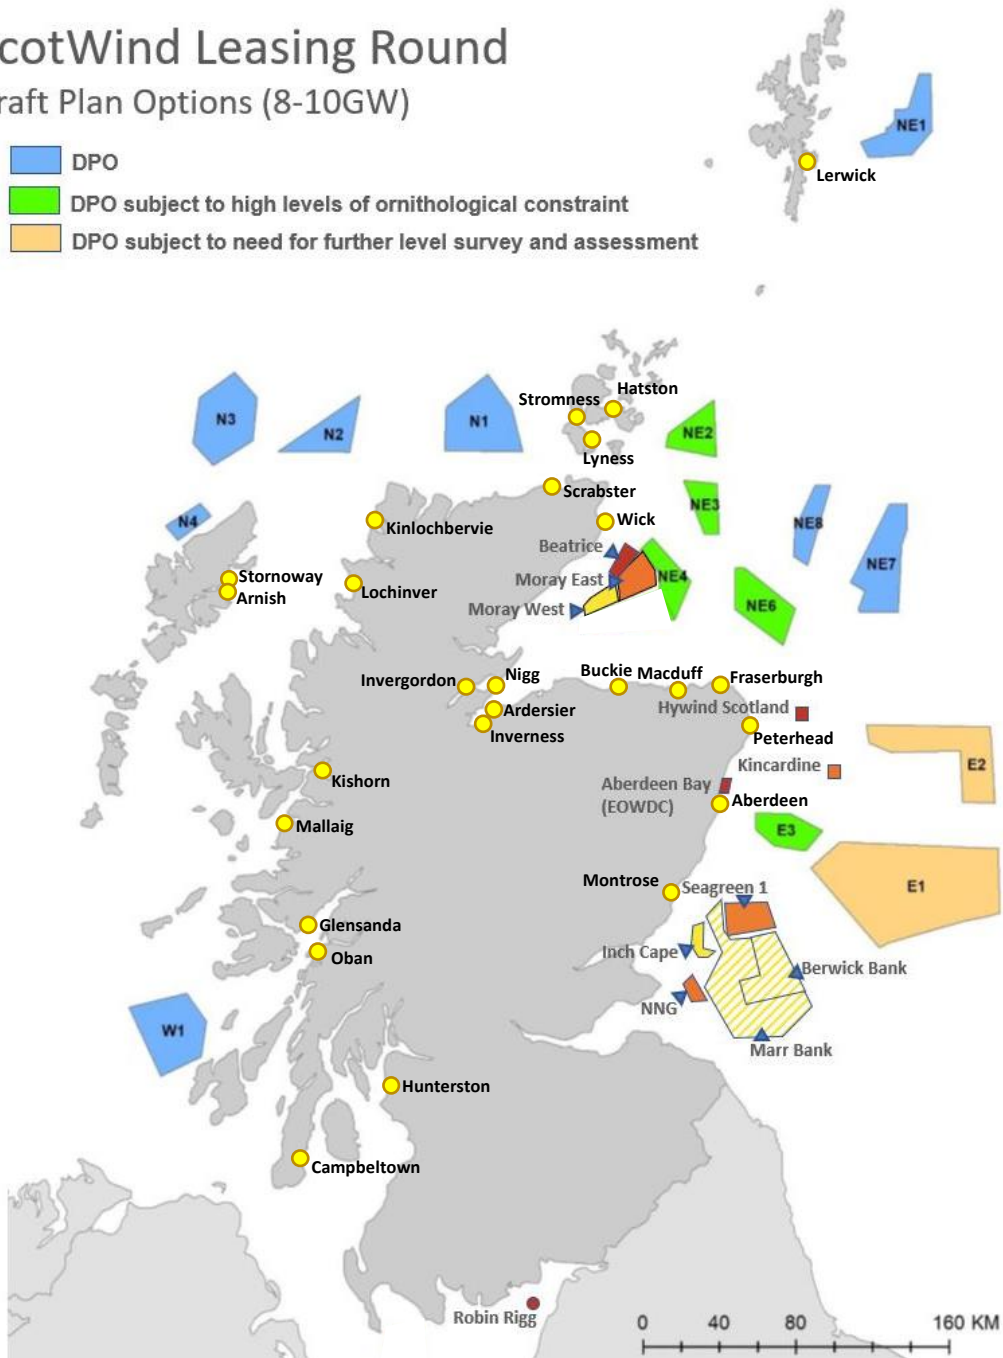 cotWind Leasing Round
raft Plan Options (8-10GW)
DPO
DPO subject to high levels of ornithological constraint
DPO subject to need for further level survey and assessment
NE1
Lerwick
N3
N2
N1
Stromness
Hatston
Lyness
NE2
Scrabster
NE3
N4
Kinlochbervie
Wick
NE8
Beatrice
NE7
Stornoway
Arnish
Lochinver
Moray East
NE4
Moray West
NE6
Invergordon
Nigg
Buckie
Macduff
Fraserburgh
Ardersier
Hywind Scotland
Inverness
Peterhead
Kishorn
Kincardine
E2
Aberdeen Bay
(EOWDC)
Aberdeen
Mallaig
E3
Montrose
Seagreen 1
E1
Glensanda
Oban
Inch Cape
Berwick Bank
NNG
W1
Marr Bank
Hunterston
Campbeltown
Robin Rigg
0 40 80 160 KM